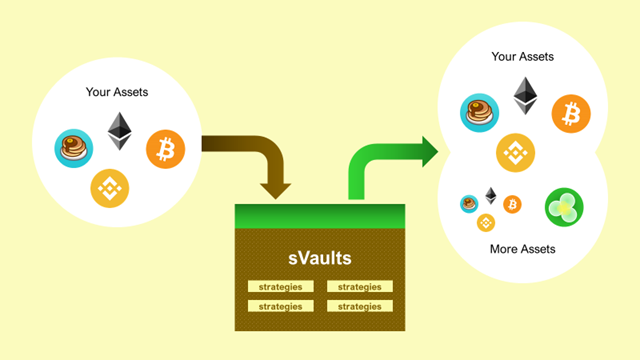 Your Assets
Your Assets
sVaults
strategies strategies
strategies strategies
More Assets